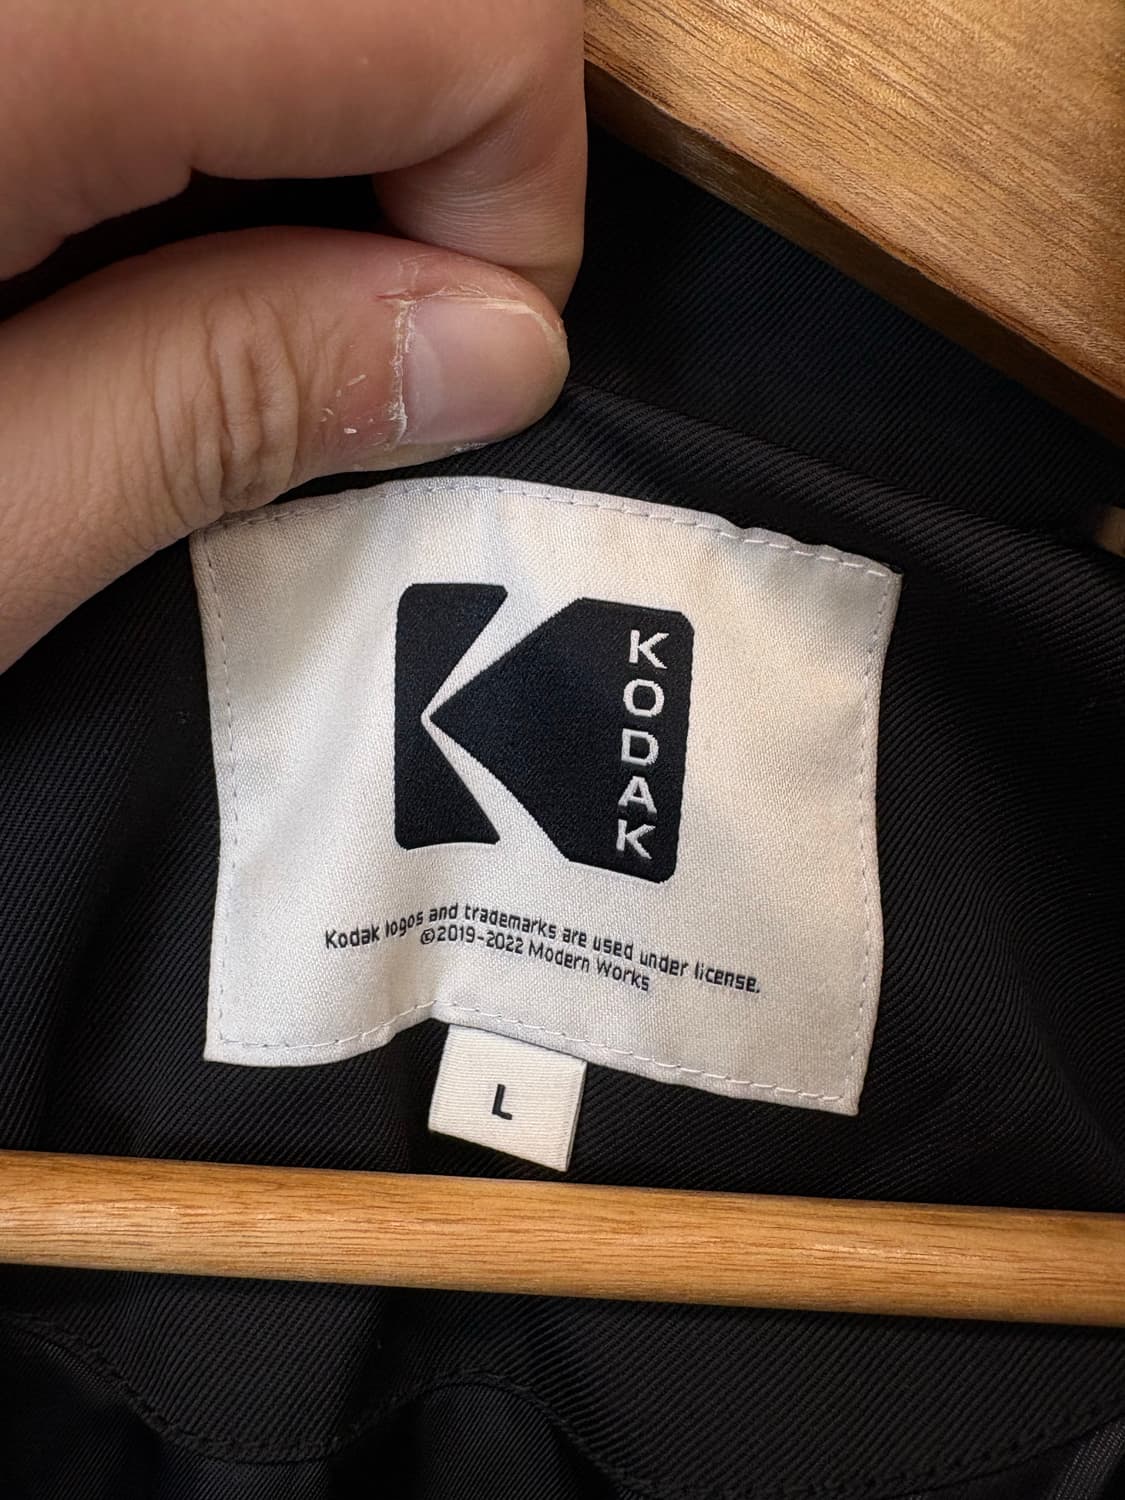 KODAK
Kodak logos and trademarks are used under license.
©2019-2022 Modern Works
L